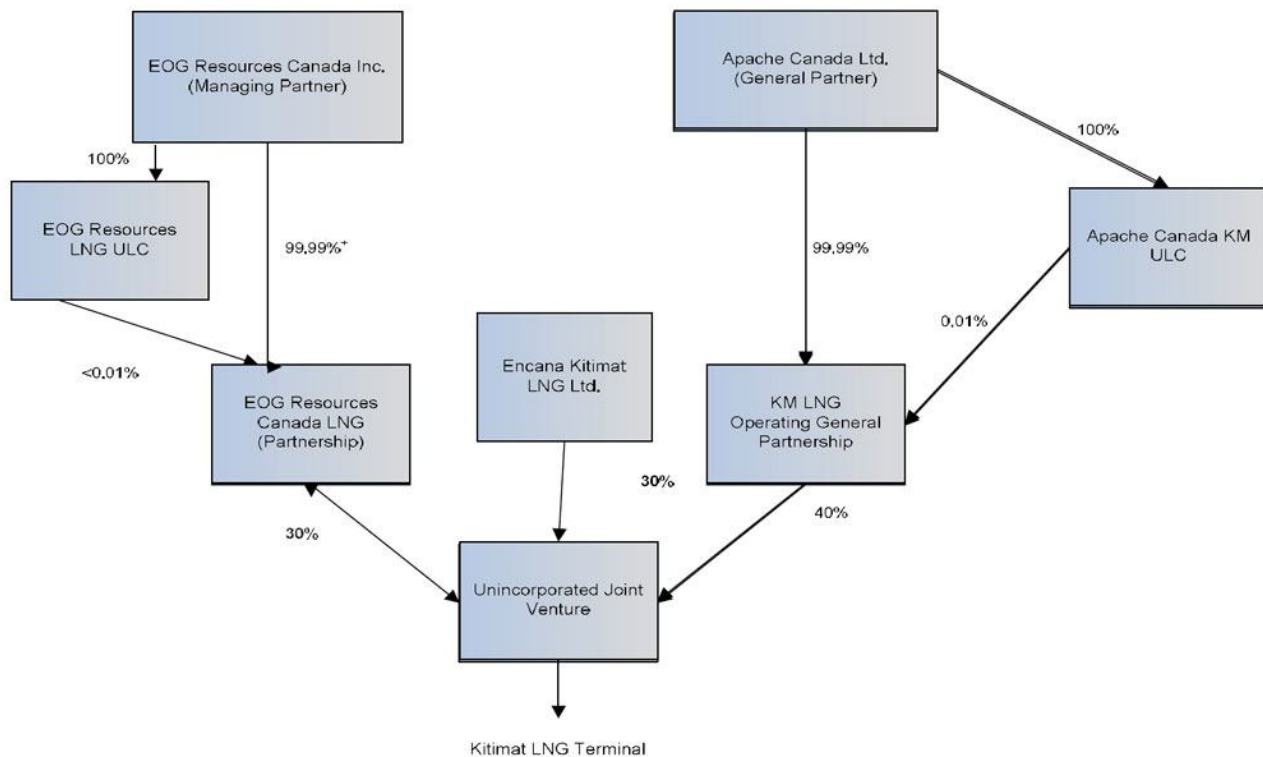 EOG Resources Canada Inc.
(Managing Partner)
Apache Canada Ltd.
(General Partner)
100%
100%
EOG Resources
LNG ULC
99.99%+
99.99%
Apache Canada KM
ULC
<0.01%
0.01%
Encana Kitimat
LNG Ltd.
EOG Resources
Canada LNG
(Partnership)
KM LNG
Operating General
Partnership
30%
30%
40%
Unincorporated Joint
Venture
Kitimat LNG Terminal